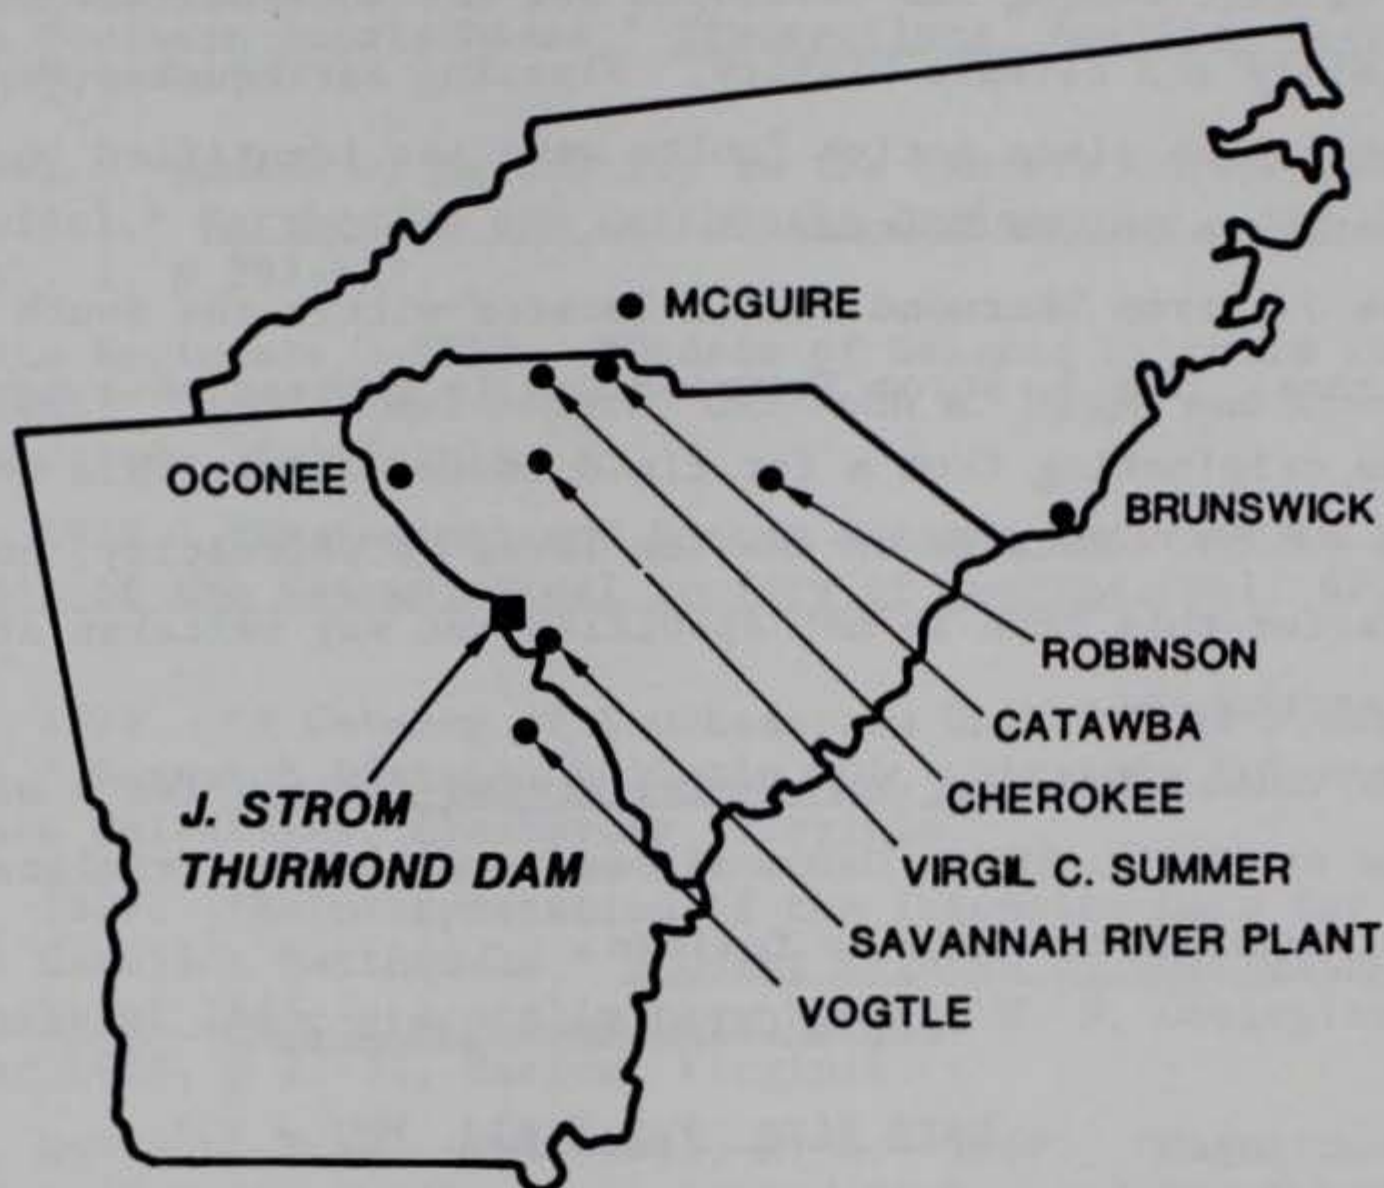 MCGUIRE
OCONEE
BRUNSWICK
ROBINSON
CATAWBA
CHEROKEE
J. STROM
THURMOND DAM
VIRGIL C. SUMMER
SAVANNAH RIVER PLANT
VOGTLE